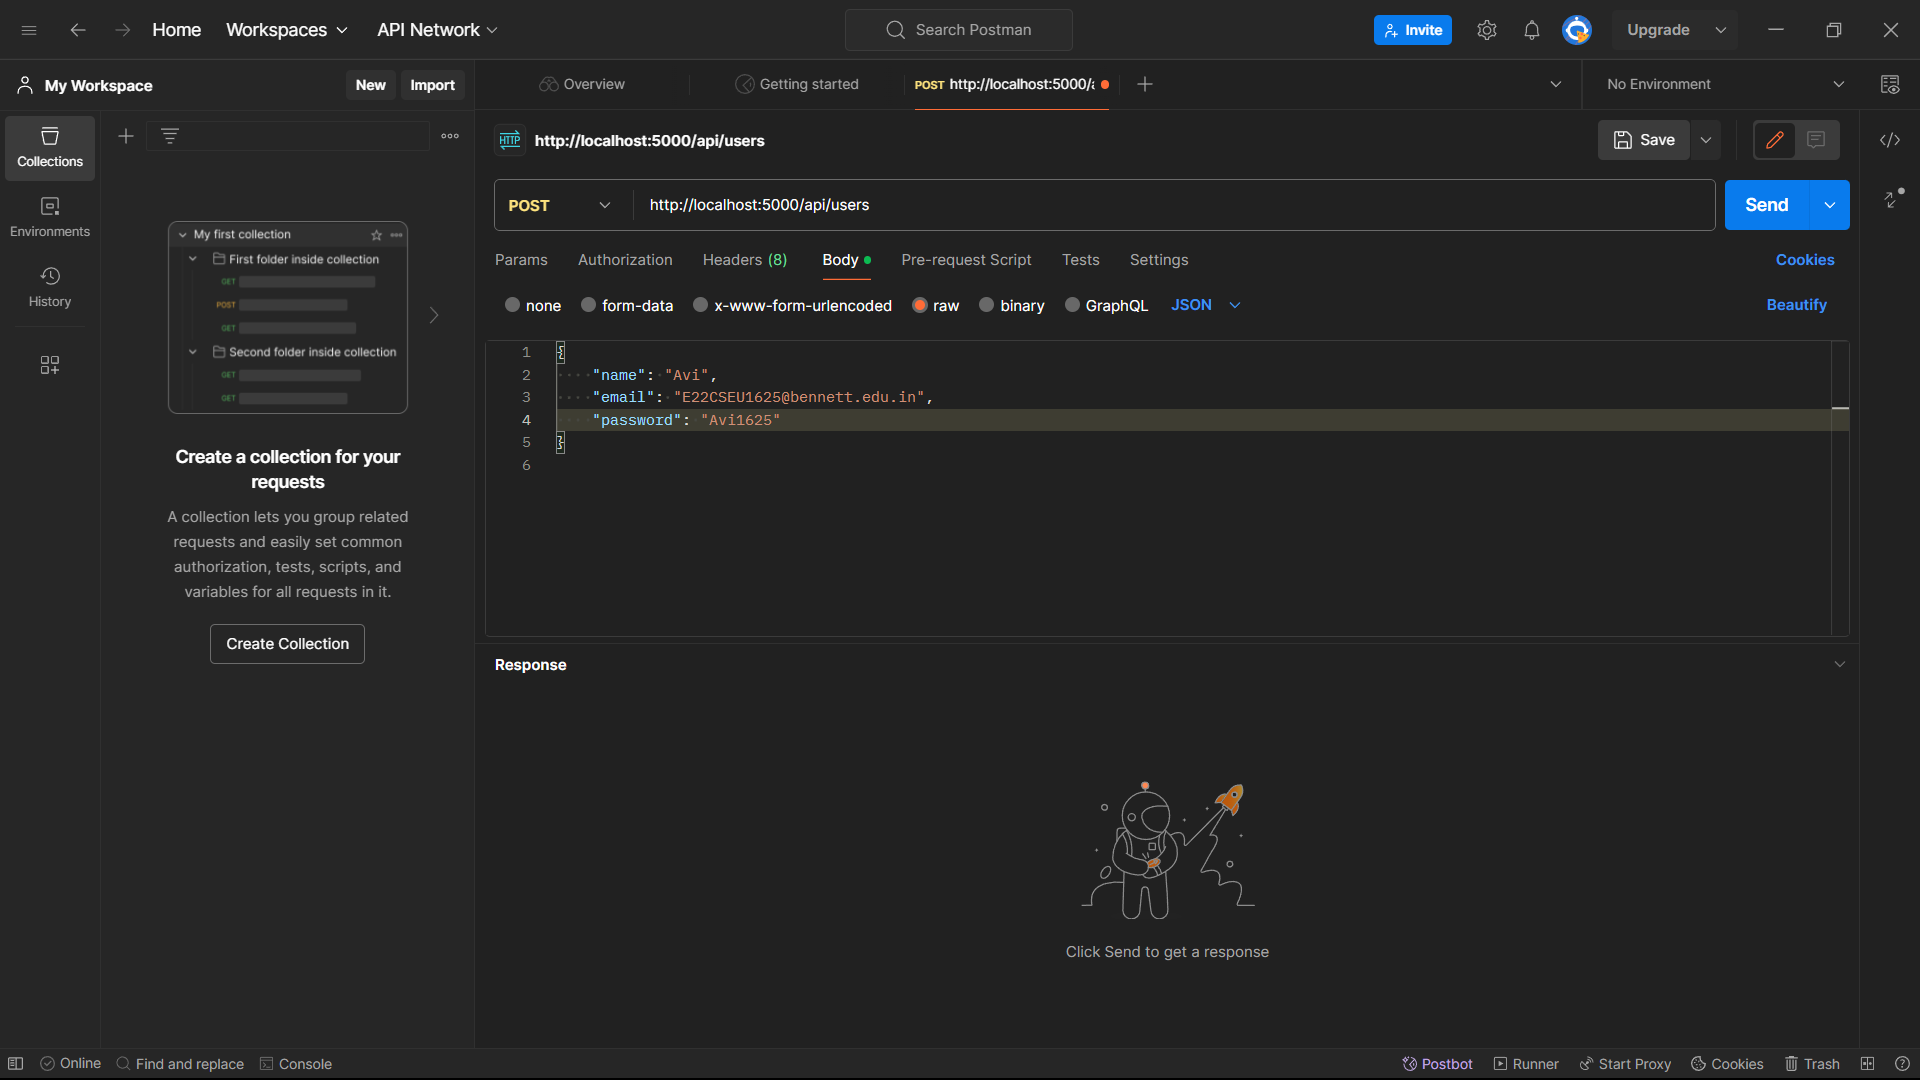 Home Workspaces API Network Search Postman Invite Upgrade
My Workspace New Import Overview Getting started POST http://localhost:5000/a No Environment
Collections
HTTP http://localhost:5000/api/users Save
POST http://localhost:5000/api/users Send
Environments
History
My first collection
First folder inside collection
GET
POST
GET
Second folder inside collection
GET
GET
Create a collection for your
requests
A collection lets you group related
requests and easily set common
authorization, tests, scripts, and
variables for all requests in it.
Create Collection
Params Authorization Headers (8) Body Pre-request Script Tests Settings Cookies
none form-data x-www-form-urlencoded raw binary GraphQL JSON Beautify
1 {
2 "name": "Avi",
3 "email": "E22CSEU1625@bennett.edu.in",
4 "password": "Avi1625"
5 }
6
Response
Click Send to get a response
Online Find and replace Console Postbot Runner Start Proxy Cookies Trash